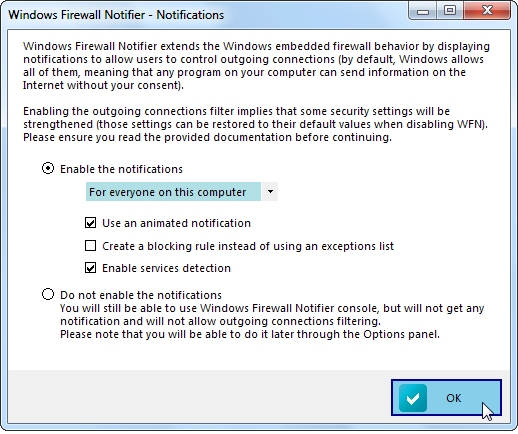 Windows Firewall Notifier - Notifications
Windows Firewall Notifier extends the Windows embedded firewall behavior by displaying
notifications to allow users to control outgoing connections (by default, Windows allows
all of them, meaning that any program on your computer can send information on the
Internet without your consent).
Enabling the outgoing connections filter implies that some security settings will be
strengthened (those settings can be restored to their default values when disabling WFN).
Please ensure you read the provided documentation before continuing.
Enable the notifications
For everyone on this computer
Use an animated notification
Create a blocking rule instead of using an exceptions list
Enable services detection
Do not enable the notifications
You will still be able to use Windows Firewall Notifier console, but will not get any
notification and will not allow outgoing connections filtering.
Please note that you will be able to do it later through the Options panel.
OK